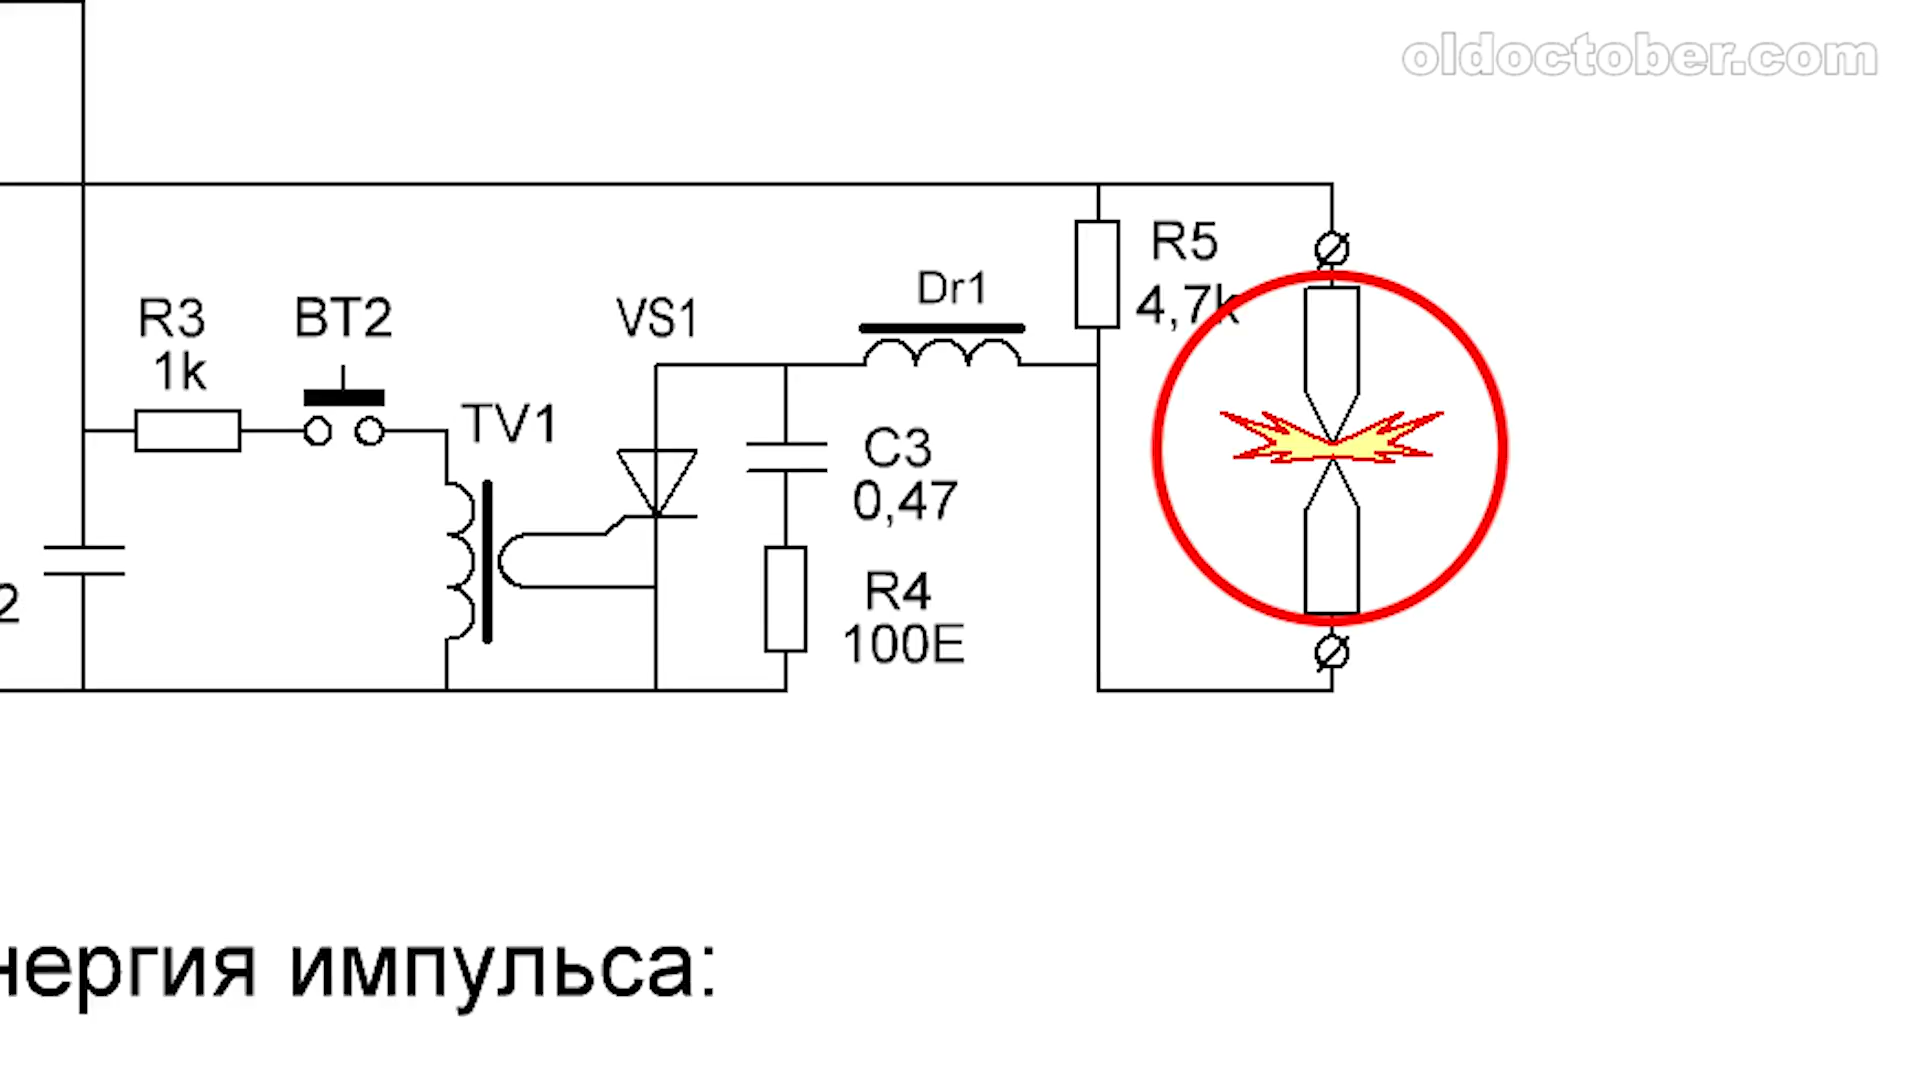 oldoctober.com
R5
4,7k
Dr1
R3
1k
BT2
VS1
TV1
C3
0,47
R4
100E
2
нергия импульса: